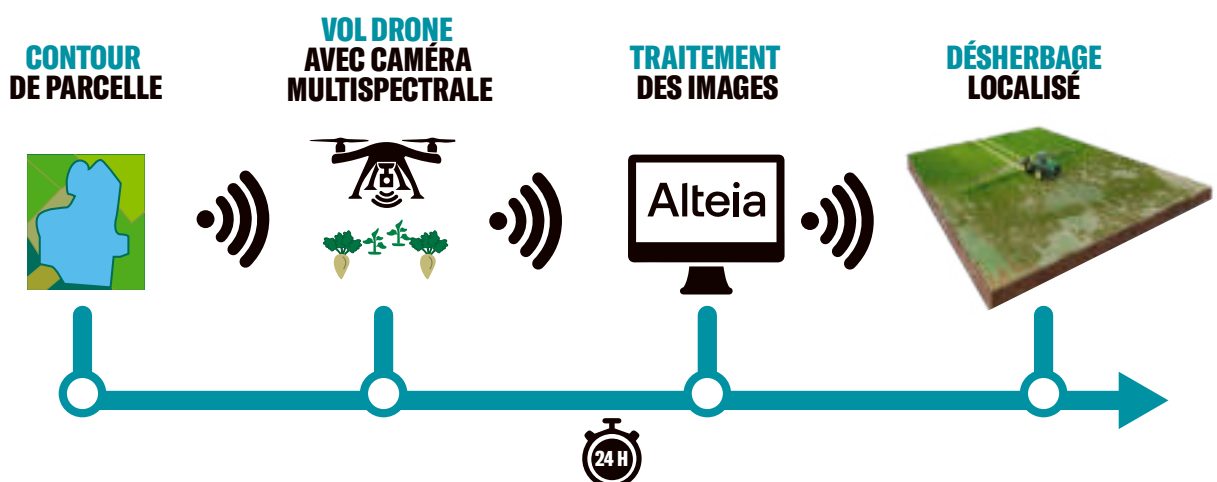 CONTOUR
DE PARCELLE
VOL DRONE
AVEC CAMÉRA
MULTISPECTRALE
TRAITEMENT
DES IMAGES
DÉSHERBAGE
LOCALISÉ
Alteia
24 H